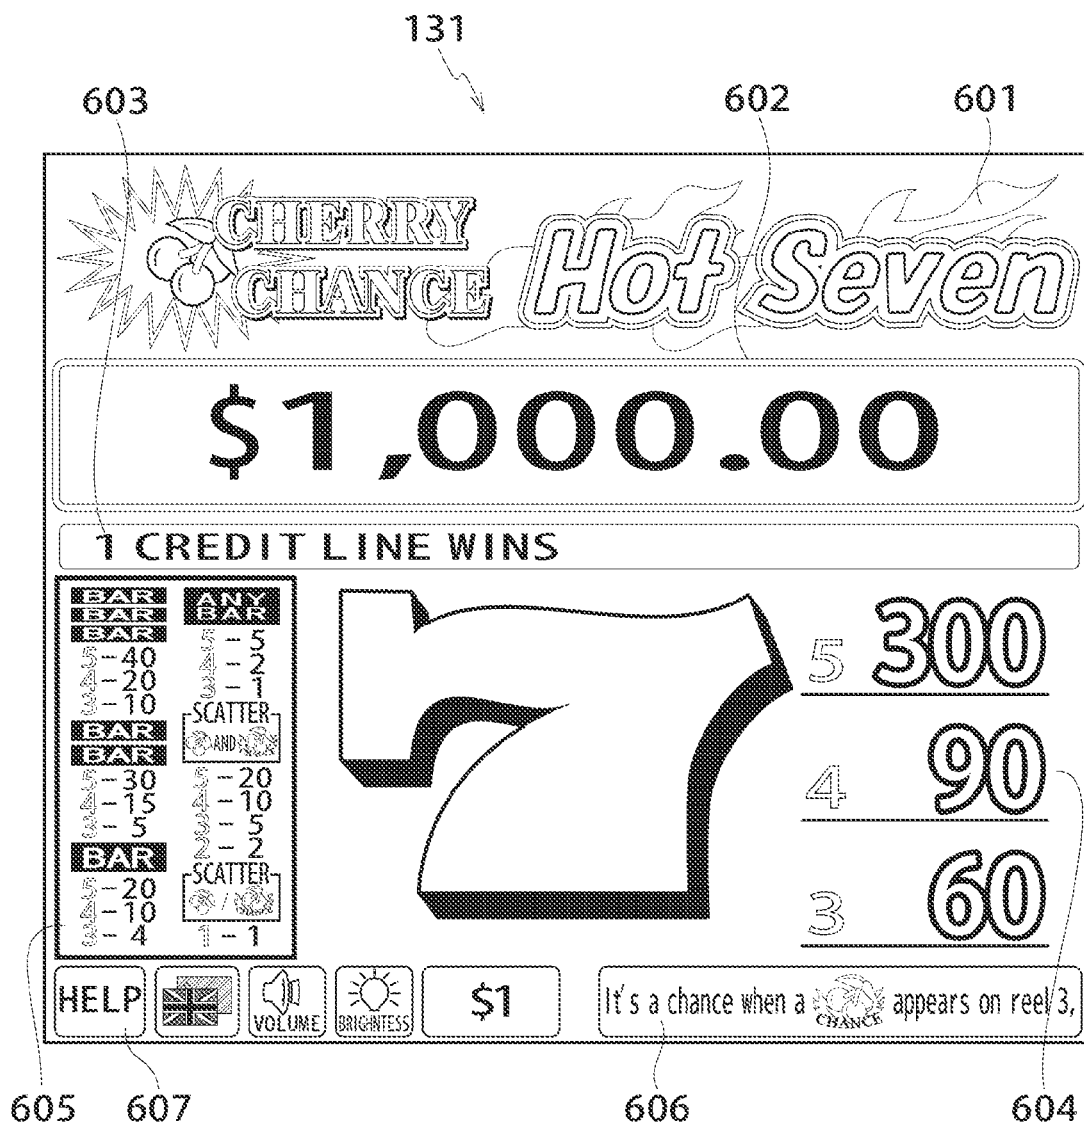 131
603
602
601
CHERRY
CHANCE
Hot Seven
$1,000.00
1 CREDIT LINE WINS
BAR
BAR
BAR
5-40
4-20
3-10
BAR
BAR
5-30
4-15
3-5
BAR
5-20
4-10
3-4
ANY
BAR
5-5
4-2
3-1
SCATTER
AND
5-20
4-10
3-5
2-2
SCATTER
/
1-1
7
5 300
4 90
3 60
HELP
VOLUME
BRIGHNTESS
$1
It's a chance when a CHANCE appears on reel 3,
605
607
606
604